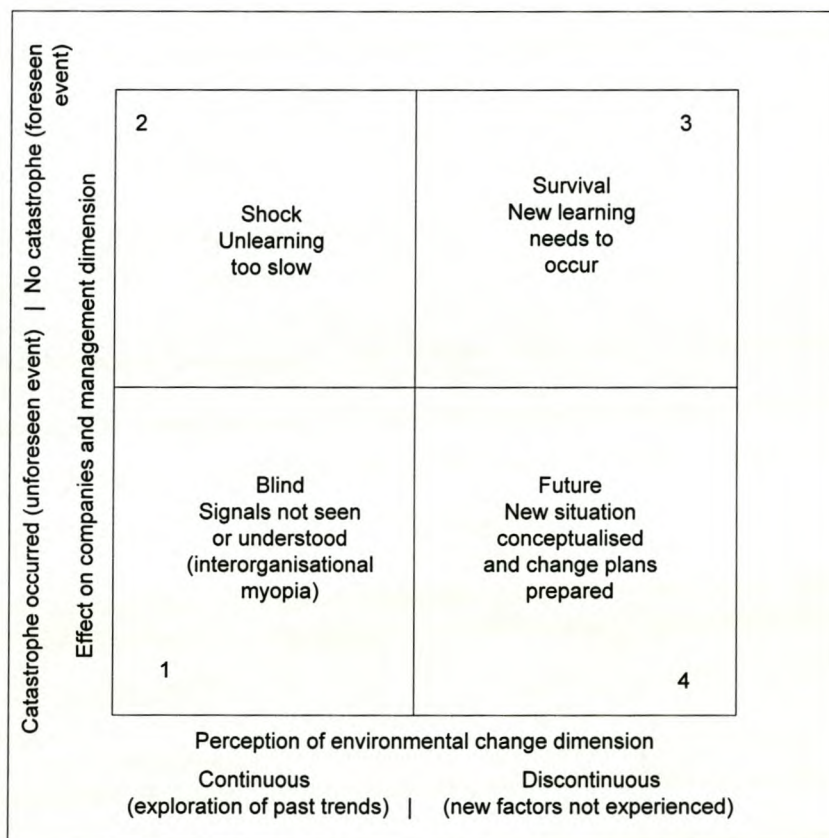 Catastrophe occurred (unforeseen event) | No catastrophe (foreseen
event)
Effect on companies and management dimension
2
Shock
Unlearning
too slow
3
Survival
New learning
needs to
occur
Blind
Signals not seen
or understood
(interorganisational
myopia)
1
Future
New situation
conceptualised
and change plans
prepared
4
Perception of environmental change dimension
Continuous
(exploration of past trends) |
Discontinuous
(new factors not experienced)